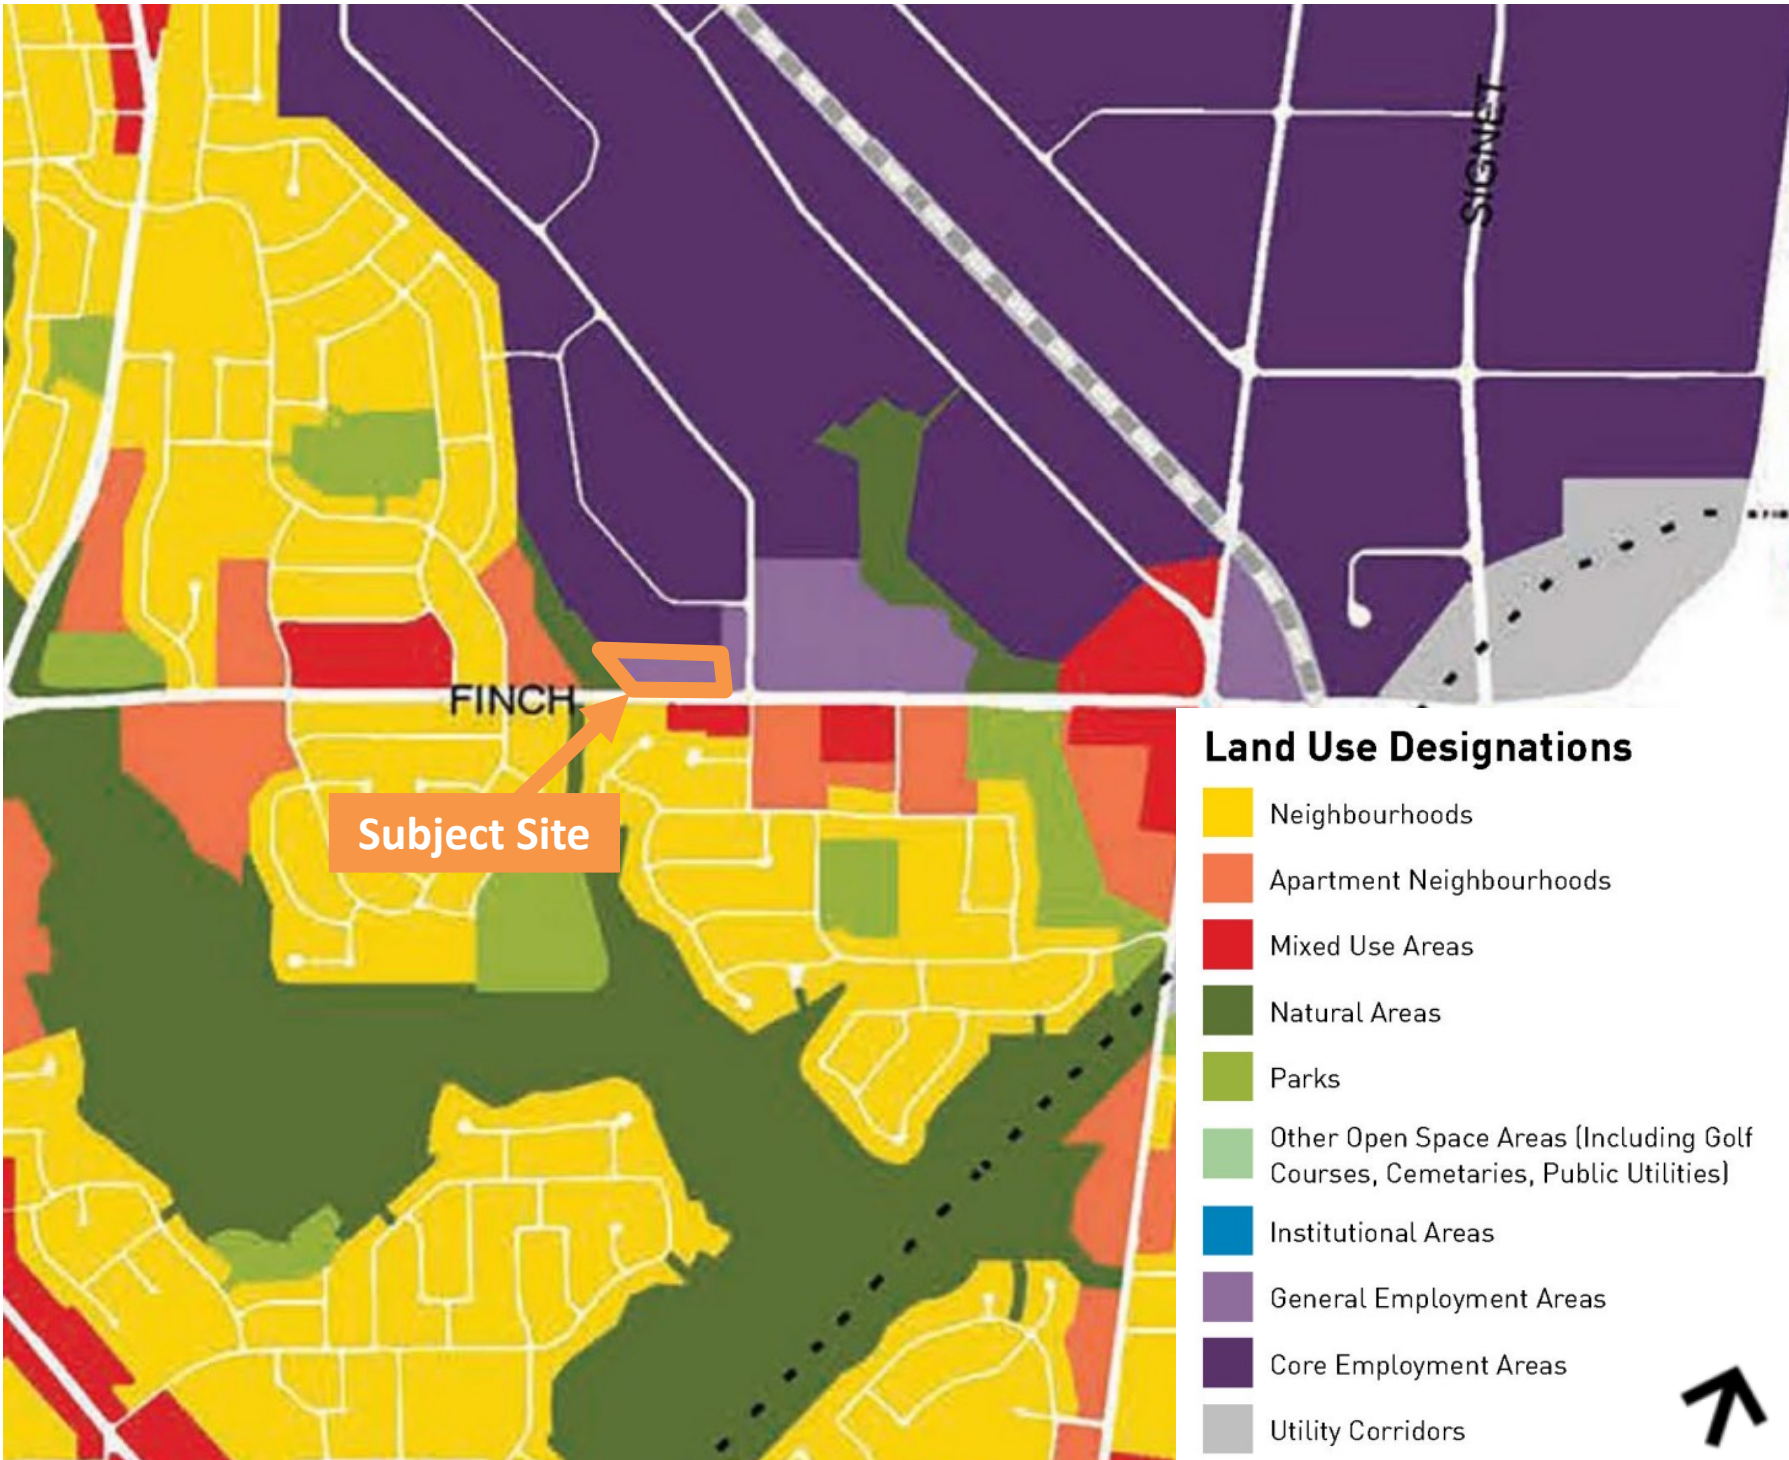 SIGNET
FINCH
Subject Site
Land Use Designations
Neighbourhoods
Apartment Neighbourhoods
Mixed Use Areas
Natural Areas
Parks
Other Open Space Areas (Including Golf
Courses, Cemetaries, Public Utilities)
Institutional Areas
General Employment Areas
Core Employment Areas
Utility Corridors